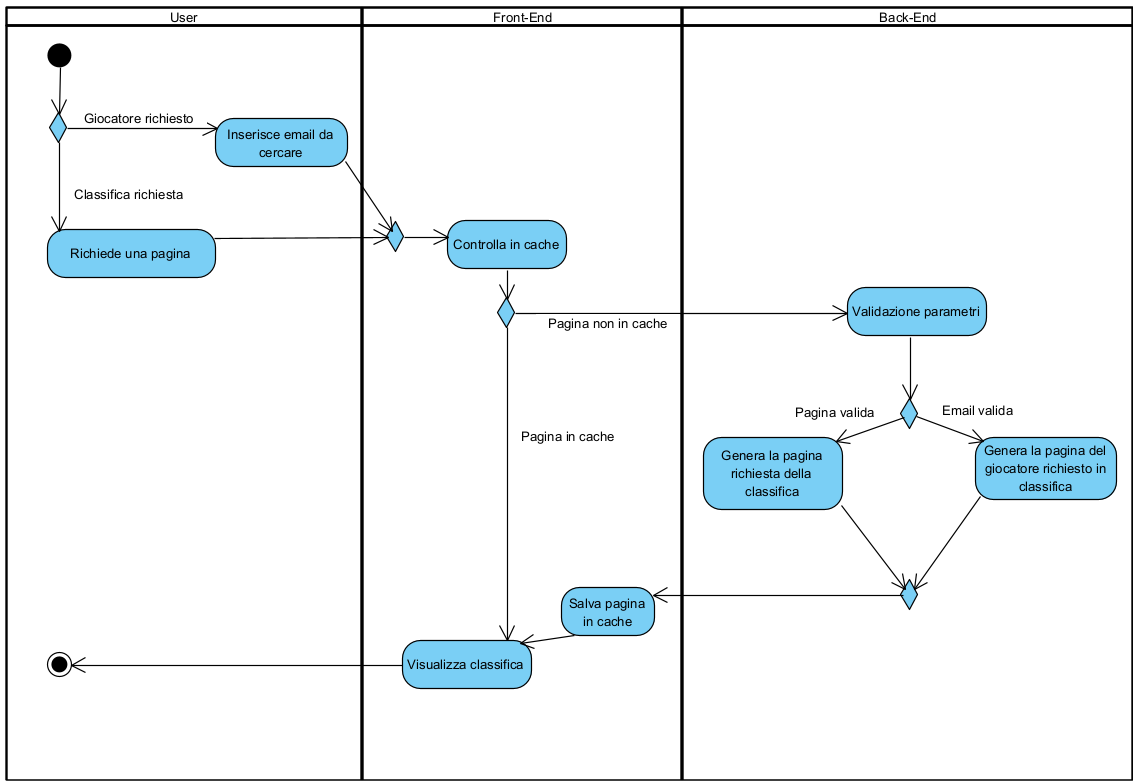 User
Front-End
Back-End
Giocatore richiesto
Inserisce email da
cercare
Classifica richiesta
Richiede una pagina
Controlla in cache
Pagina non in cache
Validazione parametri
Pagina valida
Email valida
Pagina in cache
Genera la pagina
richiesta della
classifica
Genera la pagina del
giocatore richiesto in
classifica
Salva pagina
in cache
Visualizza classifica